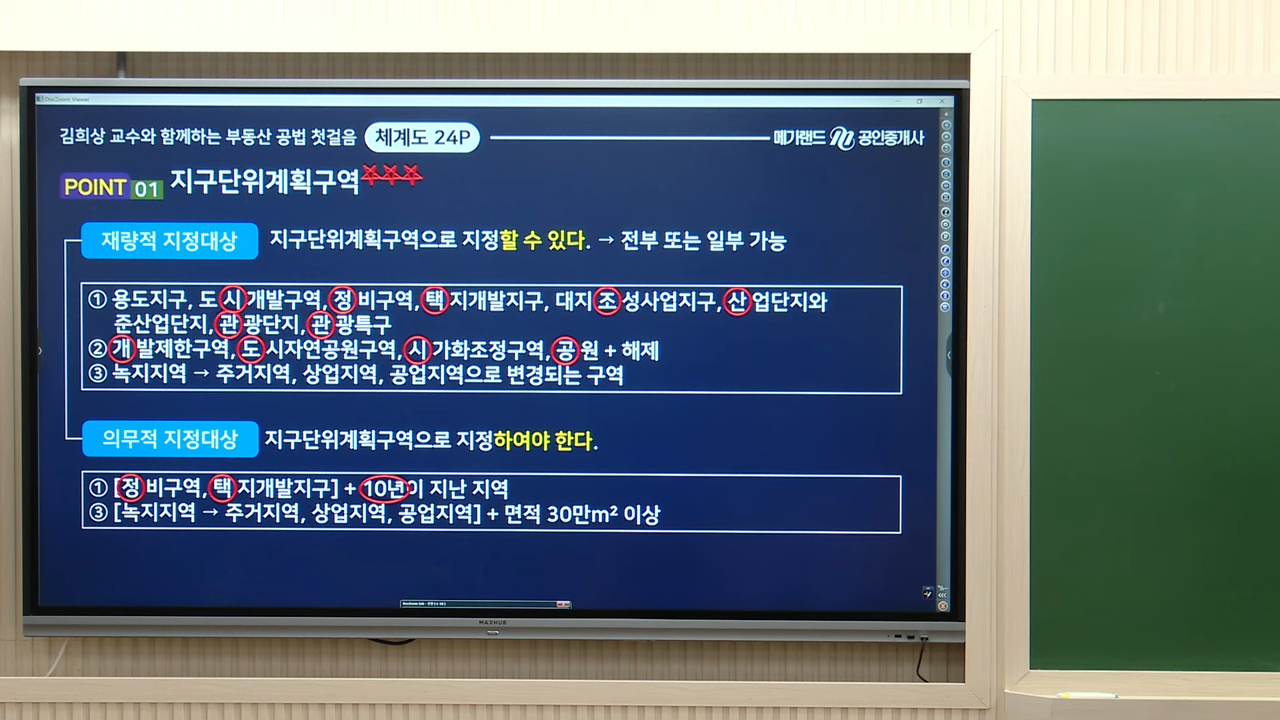 DocZoom Viewer
김희상 교수와 함께하는 부동산 공법 첫걸음 체계도 24P 메가랜드 공인중개사
POINT 01 지구단위계획구역
재량적 지정대상 지구단위계획구역으로 지정할 수 있다. → 전부 또는 일부 가능
① 용도지구, 도시개발구역, 정비구역, 택지개발지구, 대지조성사업지구, 산업단지와
준산업단지, 관광단지, 관광특구
② 개발제한구역, 도시자연공원구역, 시가화조정구역, 공원 + 해제
③ 녹지지역 → 주거지역, 상업지역, 공업지역으로 변경되는 구역
의무적 지정대상 지구단위계획구역으로 지정하여야 한다.
① [정비구역, 택지개발지구] + 10년이 지난 지역
③ [녹지지역 → 주거지역, 상업지역, 공업지역] + 면적 30만m² 이상
MAXHUB